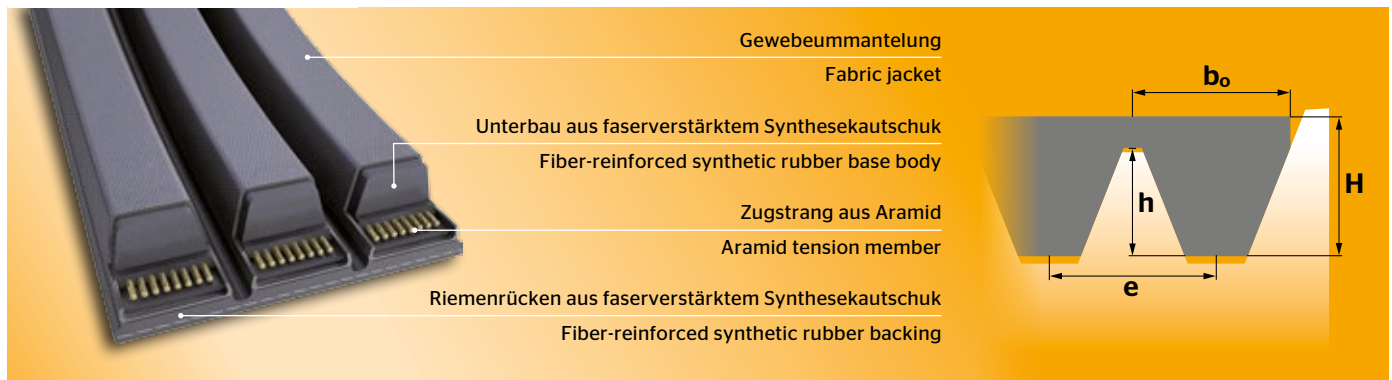 Gewebeummantelung
Fabric jacket
Unterbau aus faserverstärktem Synthesekautschuk
Fiber-reinforced synthetic rubber base body
Zugstrang aus Aramid
Aramid tension member
Riemenrücken aus faserverstärktem Synthesekautschuk
Fiber-reinforced synthetic rubber backing
bₒ
H
h
e